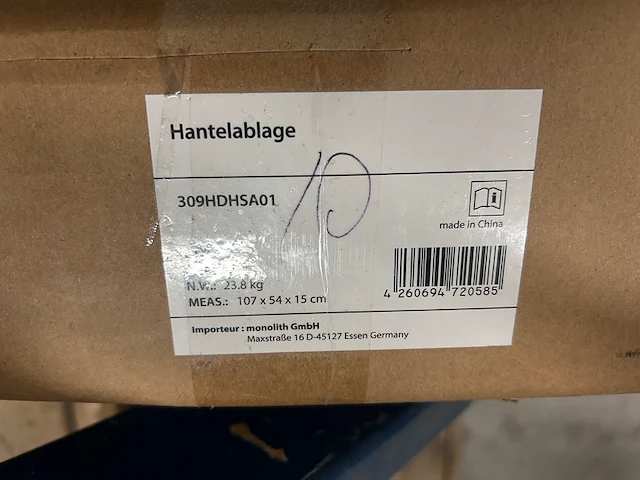 Hantelablage
10
309HDHSA01
made in China
N.W.: 23.8 kg
MEAS.: 107 x 54 x 15 cm
4 260694 720585
Importeur : monolith GmbH
Maxstraße 16 D-45127 Essen Germany